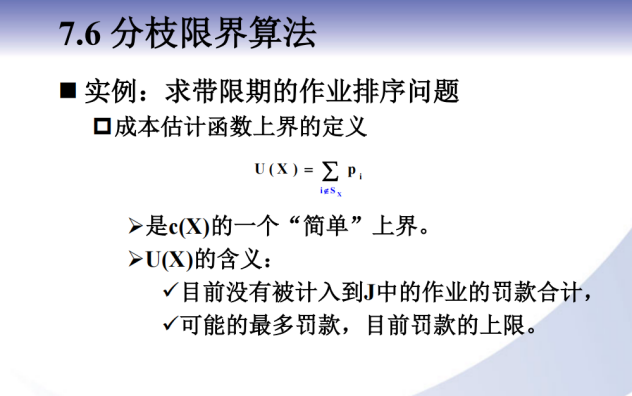 7.6 分枝限界算法
■ 实例：求带限期的作业排序问题
成本估计函数上界的定义
U(X) = ∑ p i
i∉S X
➢是c(X)的一个“简单”上界。
➢U(X)的含义：
✓目前没有被计入到J中的作业的罚款合计，
✓可能的最多罚款，目前罚款的上限。